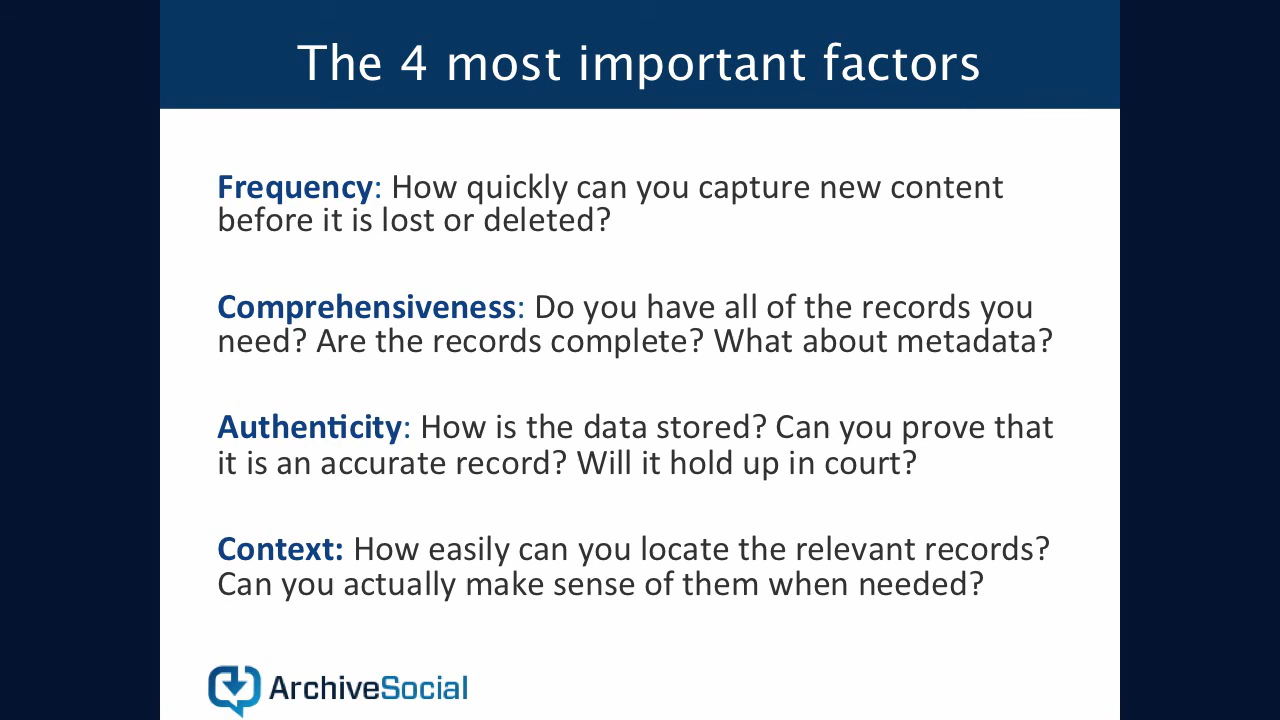 The 4 most important factors
Frequency: How quickly can you capture new content
before it is lost or deleted?
Comprehensiveness: Do you have all of the records you
need? Are the records complete? What about metadata?
Authenticity: How is the data stored? Can you prove that
it is an accurate record? Will it hold up in court?
Context: How easily can you locate the relevant records?
Can you actually make sense of them when needed?
ArchiveSocial